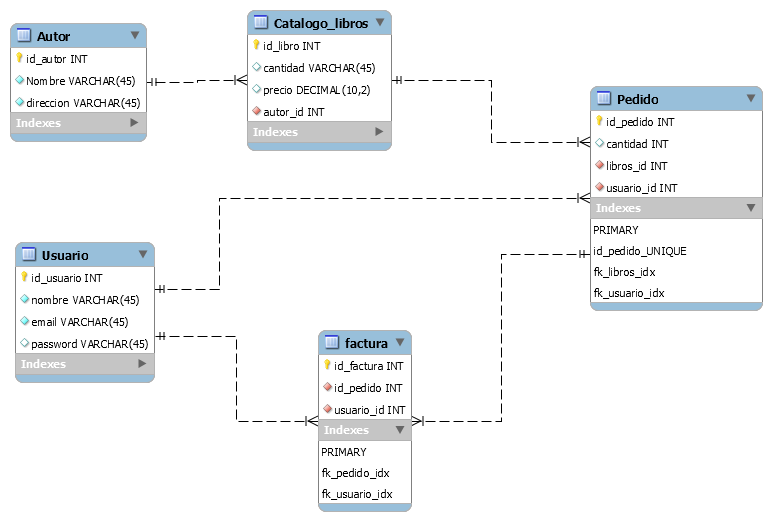 Autor
id_autor INT
Nombre VARCHAR(45)
direccion VARCHAR(45)
Indexes
Catalogo_libros
id_libro INT
cantidad VARCHAR(45)
precio DECIMAL(10,2)
autor_id INT
Indexes
Pedido
id_pedido INT
cantidad INT
libros_id INT
usuario_id INT
Indexes
PRIMARY
id_pedido_UNIQUE
fk_libros_idx
fk_usuario_idx
Usuario
id_usuario INT
nombre VARCHAR(45)
email VARCHAR(45)
password VARCHAR(45)
Indexes
factura
id_factura INT
id_pedido INT
usuario_id INT
Indexes
PRIMARY
fk_pedido_idx
fk_usuario_idx